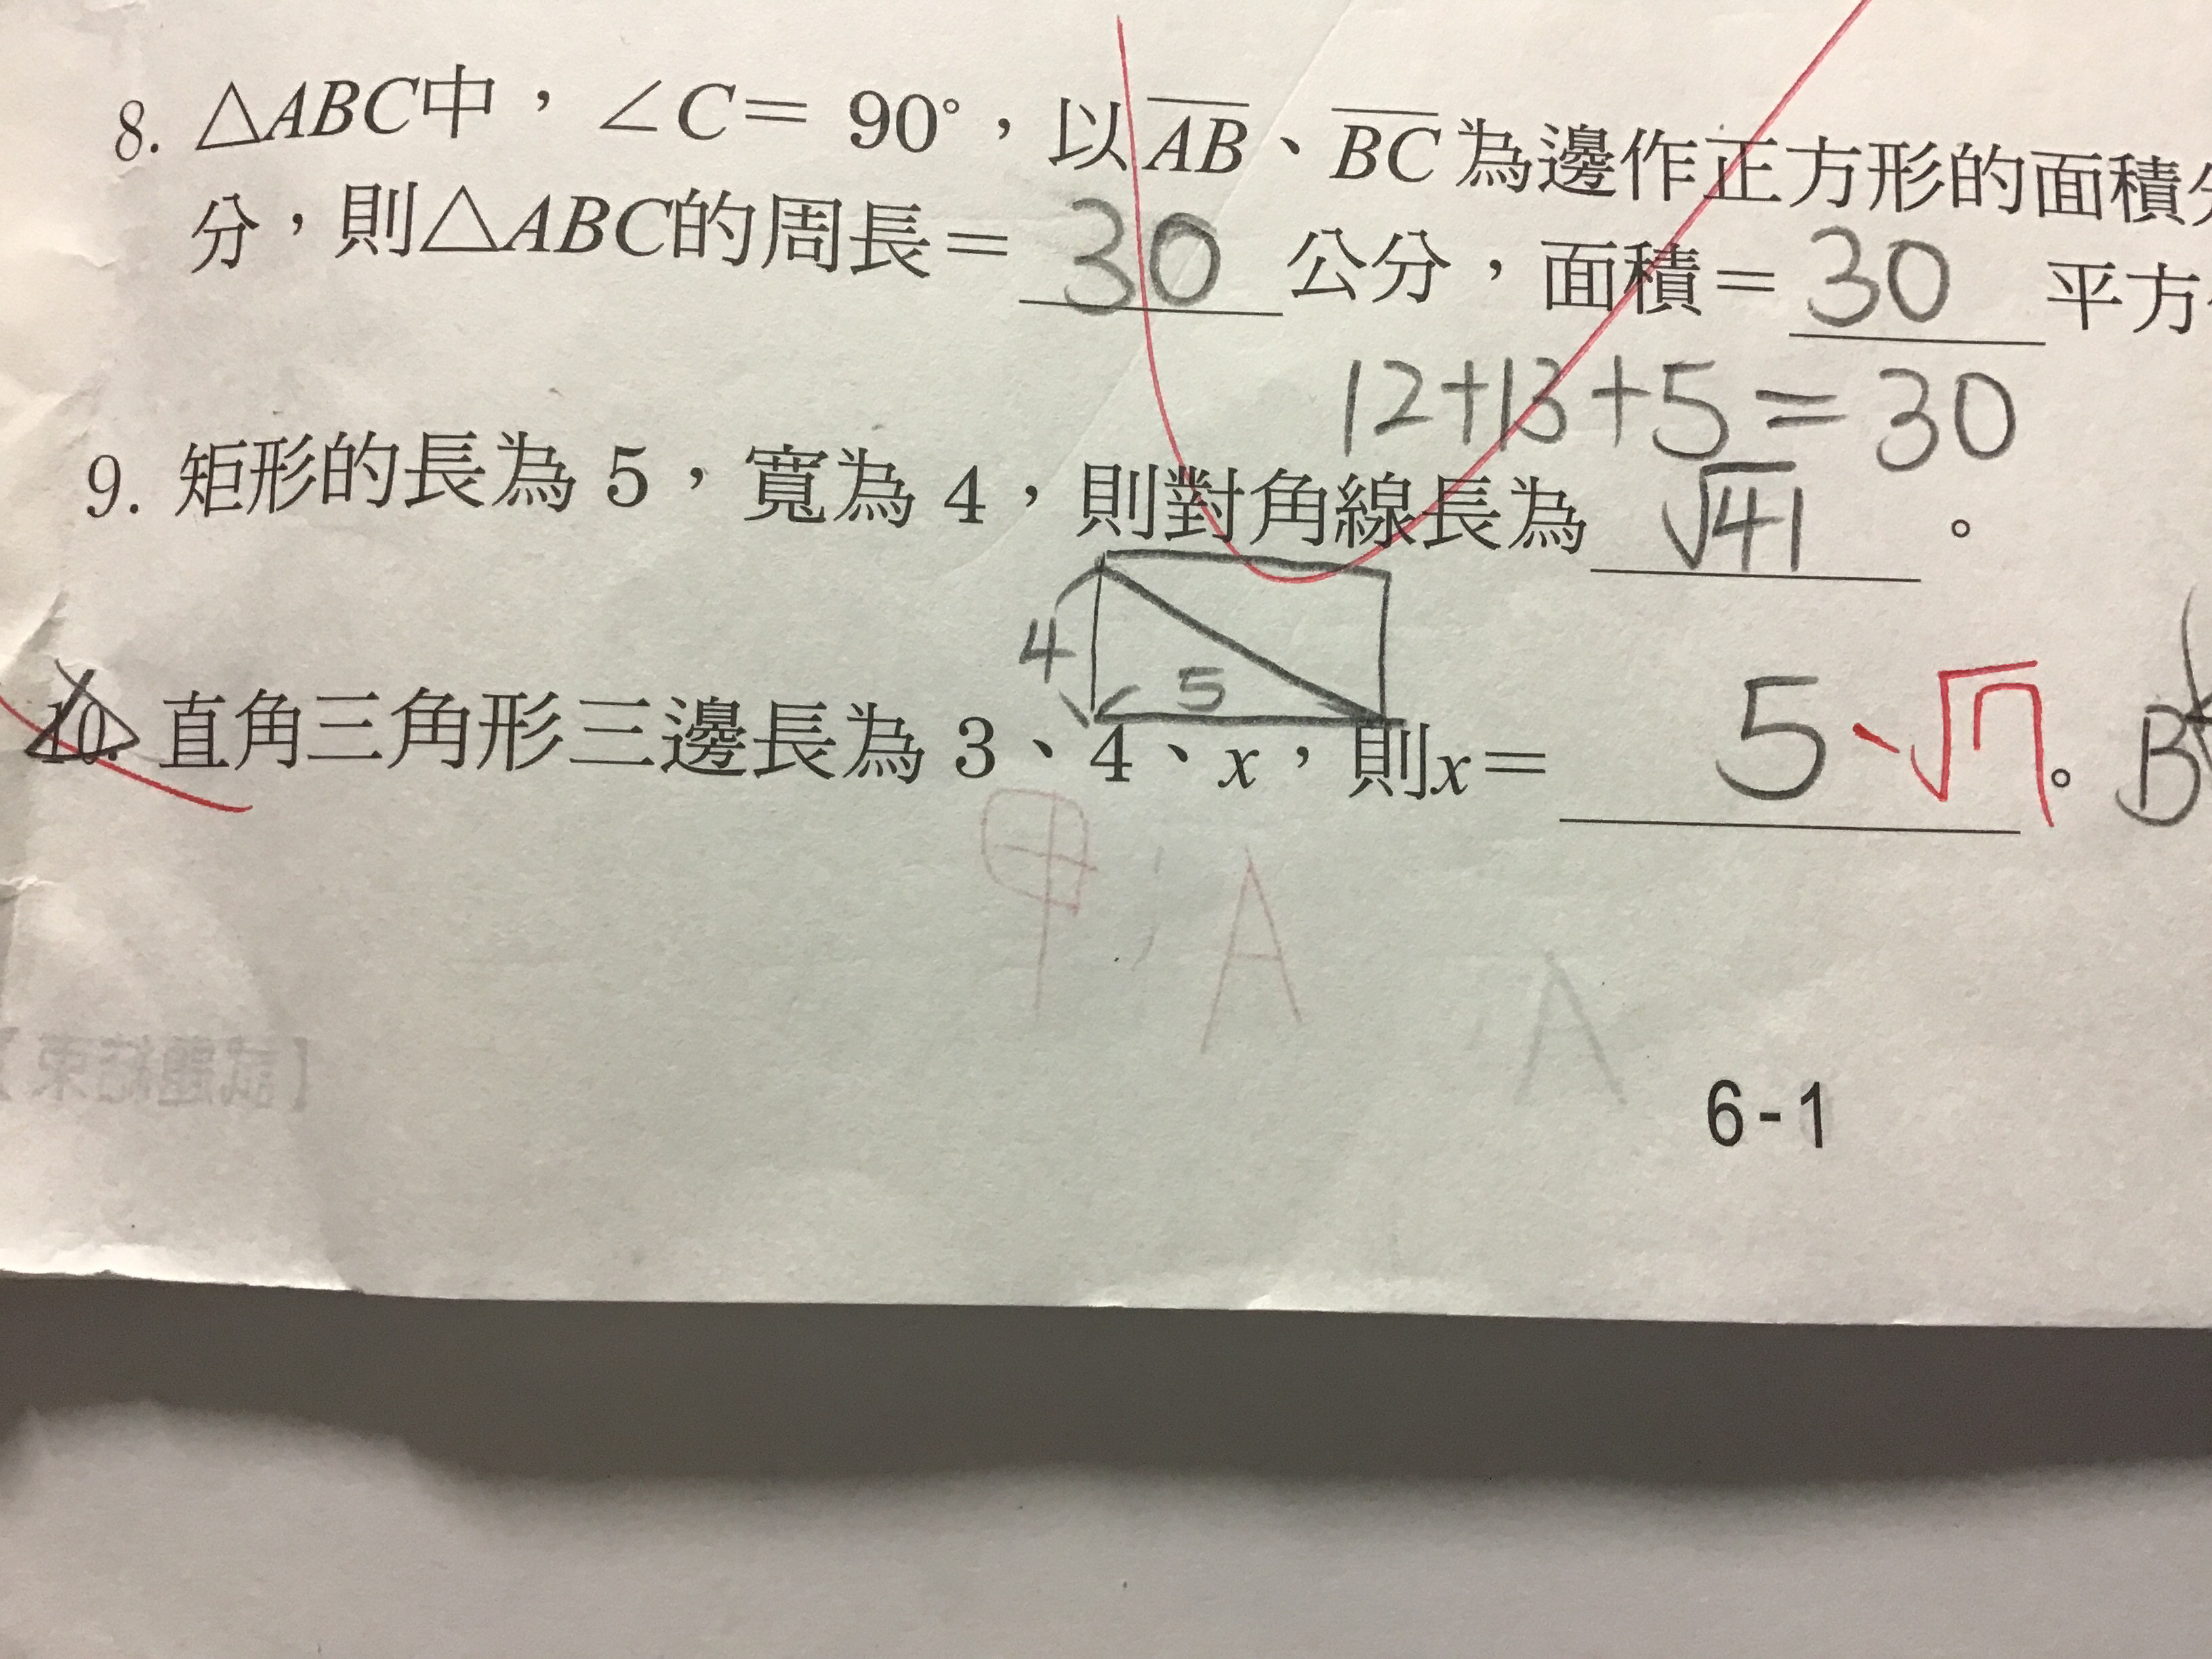 8. △ABC中，∠C＝90°，以AB、BC為邊作正方形的面積
分，則△ABC的周長＝30公分，面積＝30平方
12+13+5=30
9. 矩形的長為5，寬為4，則對角線長為√41。
4
5
10. 直角三角形三邊長為3、4、x，則x＝5、√7。B
甲 A
A
【試題結束】
6-1